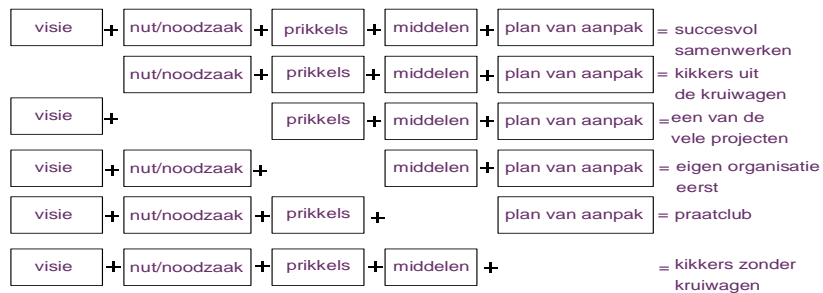 visie + nut/noodzaak + prikkels + middelen + plan van aanpak = succesvol
samenwerken
nut/noodzaak + prikkels + middelen + plan van aanpak = kikkers uit
de kruiwagen
visie + prikkels + middelen + plan van aanpak =een van de
vele projecten
visie + nut/noodzaak + middelen + plan van aanpak = eigen organisatie
eerst
visie + nut/noodzaak + prikkels + plan van aanpak = praatclub
visie + nut/noodzaak + prikkels + middelen + = kikkers zonder
kruiwagen